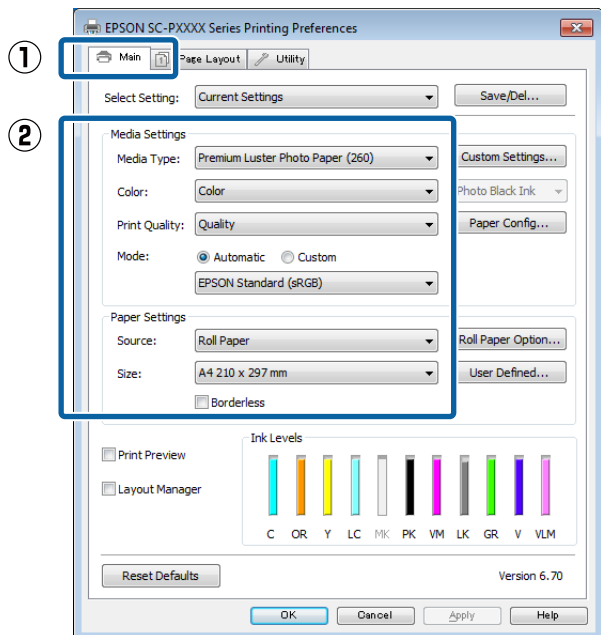 EPSON SC-PXXXX Series Printing Preferences
① Main Page Layout Utility
Select Setting: Current Settings Save/Del...
②
Media Settings
Media Type: Premium Luster Photo Paper (260) Custom Settings...
Color: Color Photo Black Ink
Print Quality: Quality Paper Config...
Mode: Automatic Custom
EPSON Standard (sRGB)
Paper Settings
Source: Roll Paper Roll Paper Option...
Size: A4 210 x 297 mm User Defined...
Borderless
Ink Levels
Print Preview
Layout Manager
C OR Y LC MK PK VM LK GR V VLM
Reset Defaults Version 6.70
OK Cancel Apply Help